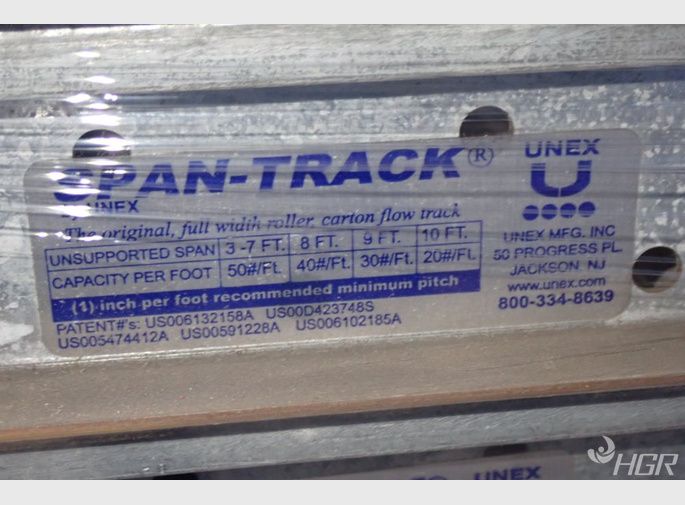 SPAN-TRACK®
by UNEX
The original, full width roller, carton flow track
UNSUPPORTED SPAN 3 -7 FT. 8 FT. 9 FT. 10 FT.
CAPACITY PER FOOT 50#/Ft. 40#/Ft. 30#/Ft. 20#/Ft.
(1) inch per foot recommended minimum pitch
PATENT#'s: US006132158A US00D423748S
US005474412A US00591228A US006102185A
UNEX
U
UNEX MFG. INC
50 PROGRESS PL.
JACKSON, NJ
www.unex.com
800-334-8639
UNEX
HGR